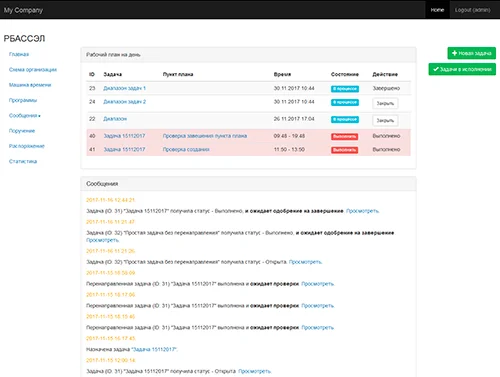 My Company
Home
Logout (admin)
РБАССЭЛ
Главная
Схема организации
Машина времени
Программы
Сообщения
Поручения
Распоряжение
Статистика
Рабочий план на день
ID Задача Пункт плана Время Состояние Действие
23 Диапазон задач 1 30 11 2017 10:44 В процессе Завершено
24 Диапазон задач 2 30 11 2017 10:44 В процессе Закрыть
22 Диапазон 26 11 2017 17:04 В процессе Закрыть
40 Задача 15112017 Проверка завешения пункта плана 09:48 - 19:48 Выполнить Выполнено
41 Задача 15112017 Проверка создания 11:50 - 13:50 Выполнить Выполнено
+ Новая задача
Задачи в исполнении
Сообщения
2017-11-16 12:44:21
Задача (ID: 31) "Задача 15112017" получила статус - Выполнено, и ожидает одобрение на завершение. Просмотреть.
2017-11-16 11:21:47
Задача (ID: 32) "Простая задача без перенаправления" получила статус - Выполнено, и ожидает одобрение на завершение.
Просмотреть.
2017-11-16 11:21:26
Задача (ID: 32) "Простая задача без перенаправления" получила статус - Открыта. Просмотреть.
2017-11-15 18:58:09
Перенаправленная задача (ID: 31) "Задача 15112017" выполнена и ожидает проверки. Просмотреть.
2017-11-15 16:17:56
Перенаправленная задача (ID: 31) "Задача 15112017" выполнена и ожидает проверки. Просмотреть.
2017-11-15 16:15:46
Перенаправленная задача (ID: 31) "Задача 15112017" выполнена и ожидает проверки. Просмотреть.
2017-11-15 16:17:43
Назначена задача "Задача 15112017".
2017-11-15 12:00:14
Задача (ID: 31) "Задача 15112017" получила статус - Открыта. Просмотреть.